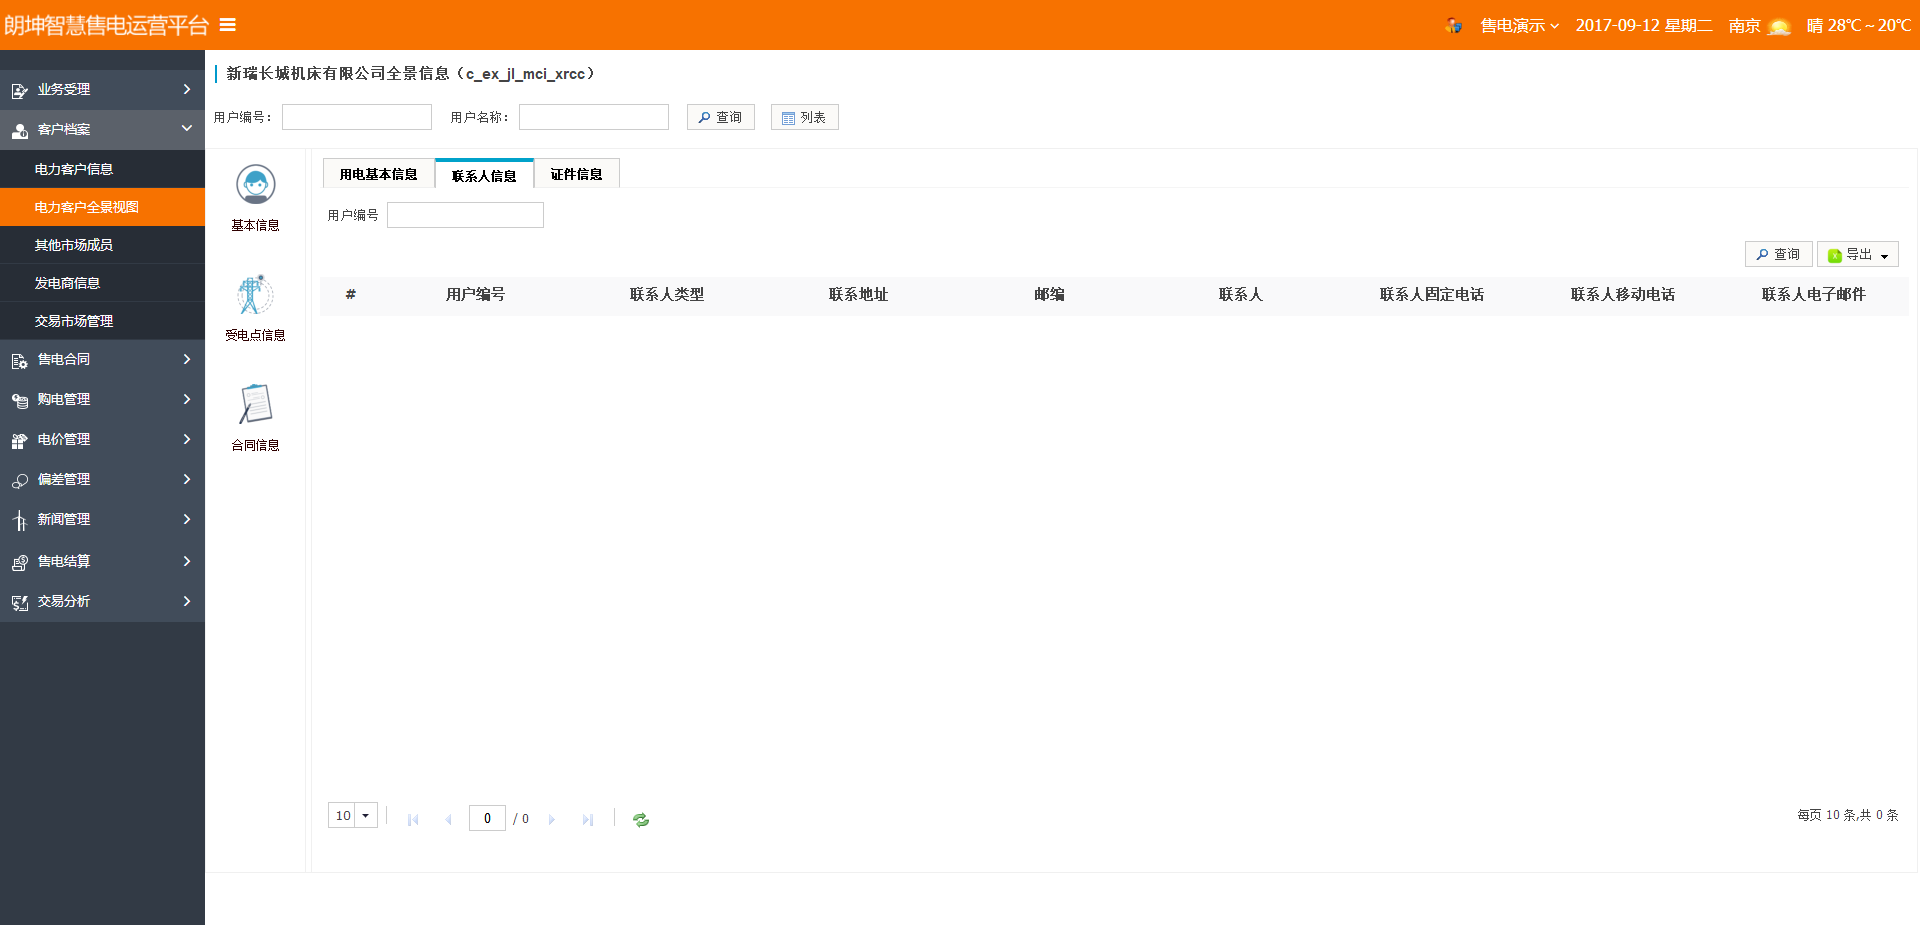 朗坤智慧售电运营平台
售电演示 2017-09-12 星期二 南京 晴 28℃ ~ 20℃
业务受理
客户档案
电力客户信息
电力客户全景视图
其他市场成员
发电商信息
交易市场管理
售电合同
购电管理
电价管理
偏差管理
新闻管理
售电结算
交易分析
新瑞长城机床有限公司全景信息（c_ex_jl_mci_xrcc）
用户编号： 用户名称： 查询 列表
基本信息
受电点信息
合同信息
用电基本信息 联系人信息 证件信息
用户编号
查询 导出
# 用户编号 联系人类型 联系地址 邮编 联系人 联系人固定电话 联系人移动电话 联系人电子邮件
10 0 / 0 每页 10 条,共 0 条